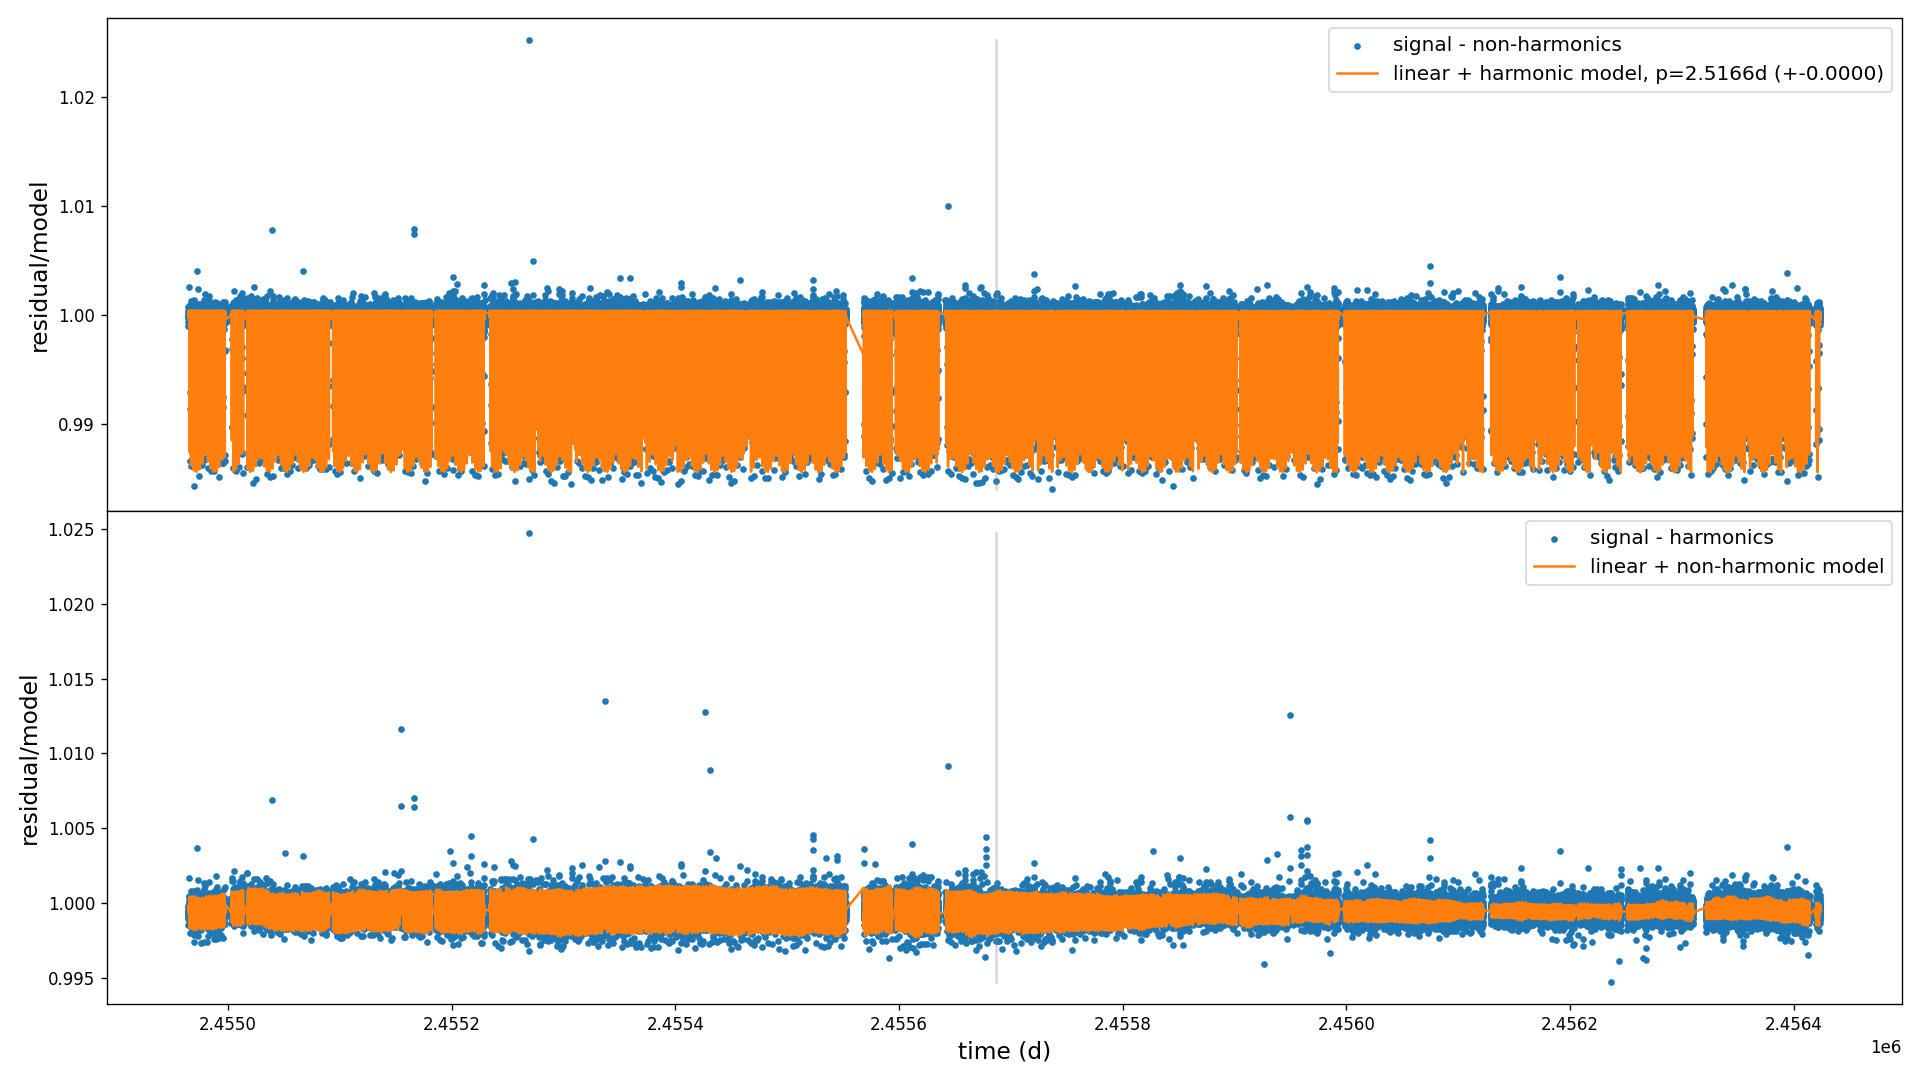 signal - non-harmonics
linear + harmonic model, p=2.5166d (+-0.0000)
1.02
1.01
1.00
0.99
residual/model
signal - harmonics
linear + non-harmonic model
1.025
1.020
1.015
1.010
1.005
1.000
0.995
residual/model
2.4550 2.4552 2.4554 2.4556 2.4558 2.4560 2.4562 2.4564
time (d)
1e6